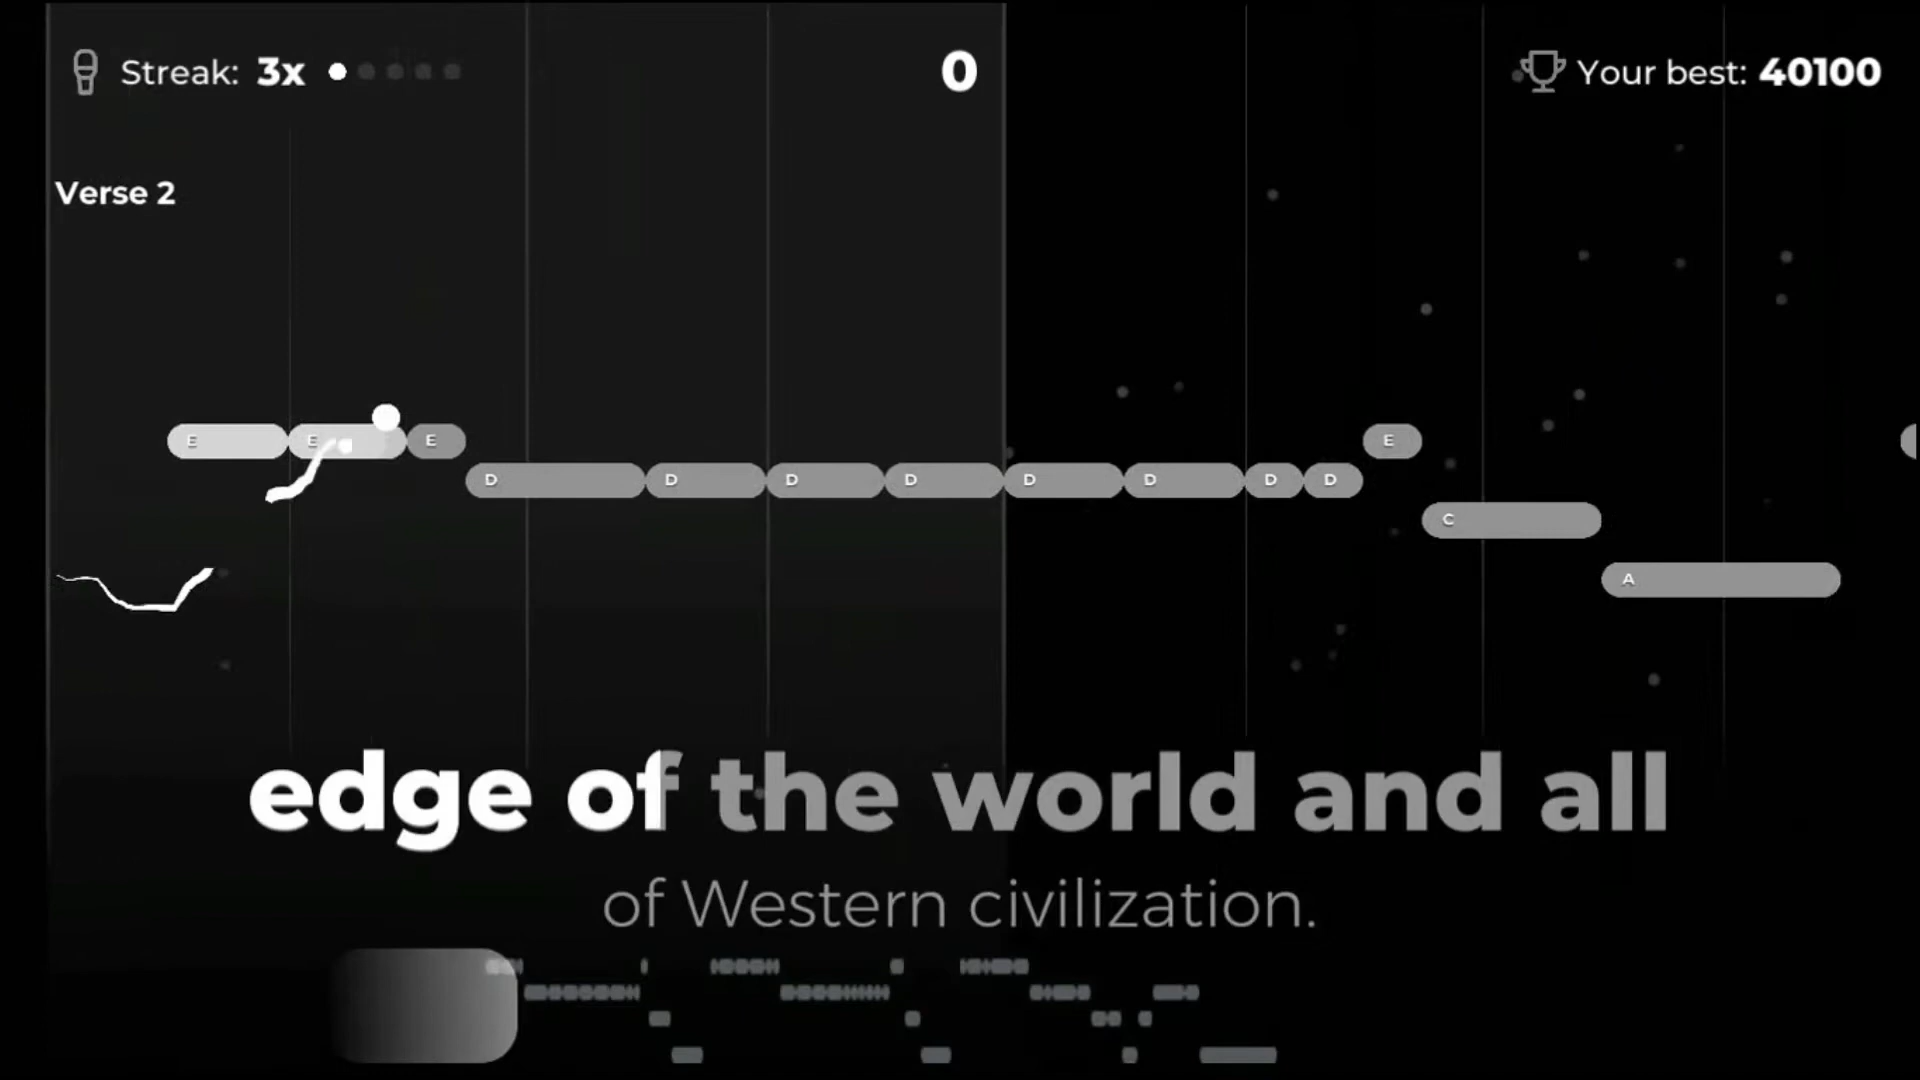 Streak: 3x
0
Your best: 40100
Verse 2
E E E E
D D D D D D D D
C
A
edge of the world and all
of Western civilization.